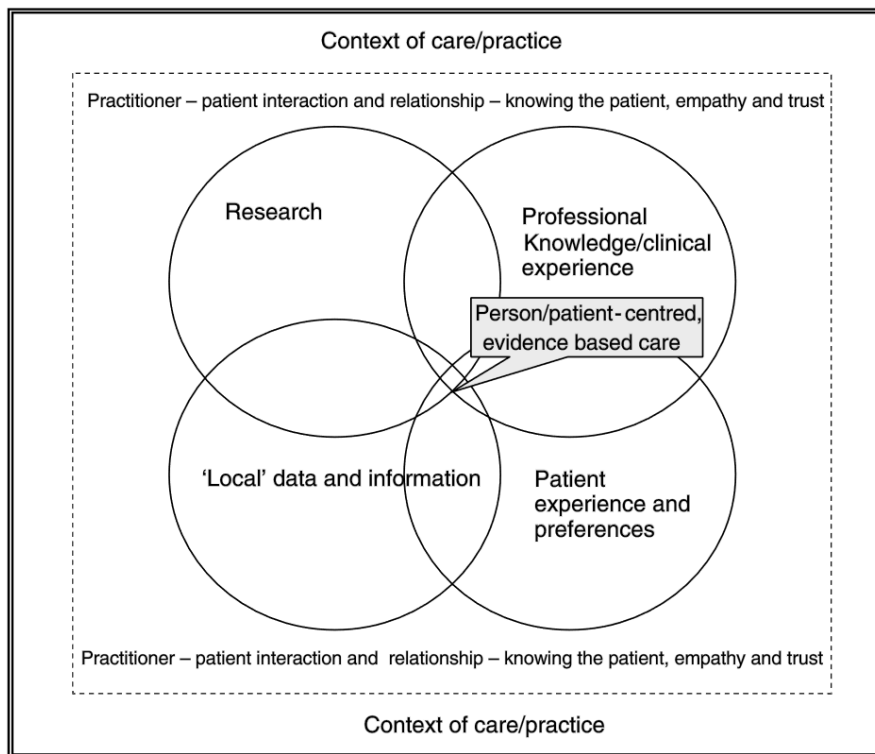 Context of care/practice
Practitioner – patient interaction and relationship – knowing the patient, empathy and trust
Research
Professional
Knowledge/clinical
experience
Person/patient-centred,
evidence based care
‘Local’ data and information
Patient
experience and
preferences
Practitioner – patient interaction and relationship – knowing the patient, empathy and trust
Context of care/practice